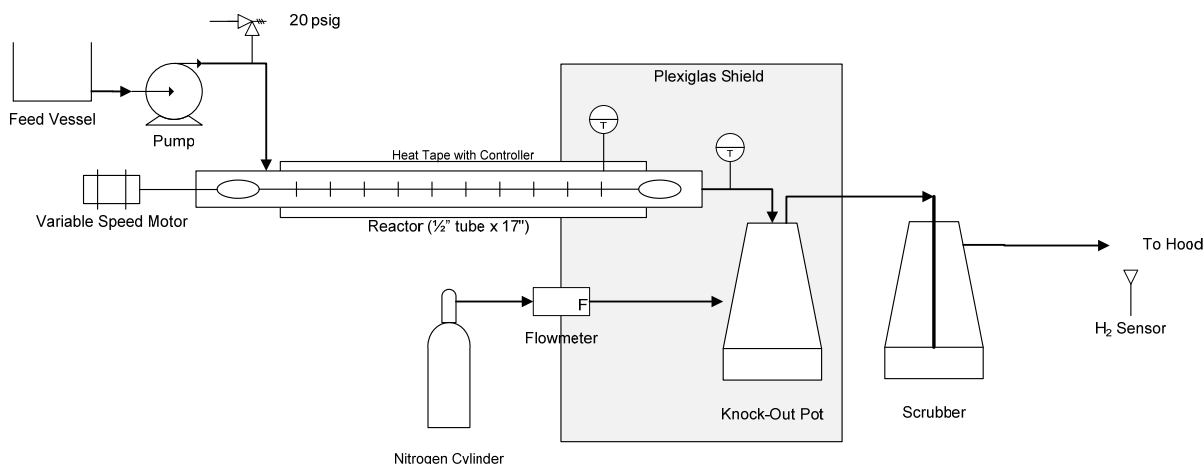 20 psig
Plexiglas Shield
Feed Vessel
Pump
T
T
Heat Tape with Controller
Variable Speed Motor
Reactor (½” tube x 17”)
To Hood
F
Flowmeter
H₂ Sensor
Knock-Out Pot
Scrubber
Nitrogen Cylinder